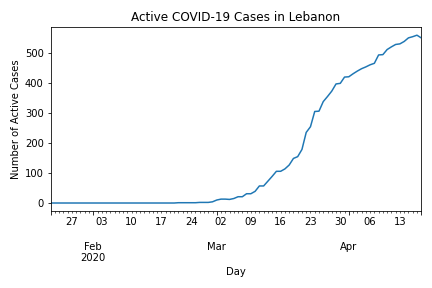 Active COVID-19 Cases in Lebanon
Number of Active Cases
500
400
300
200
100
0
27 03 10 17 24 02 09 16 23 30 06 13
Feb Mar Apr
2020
Day